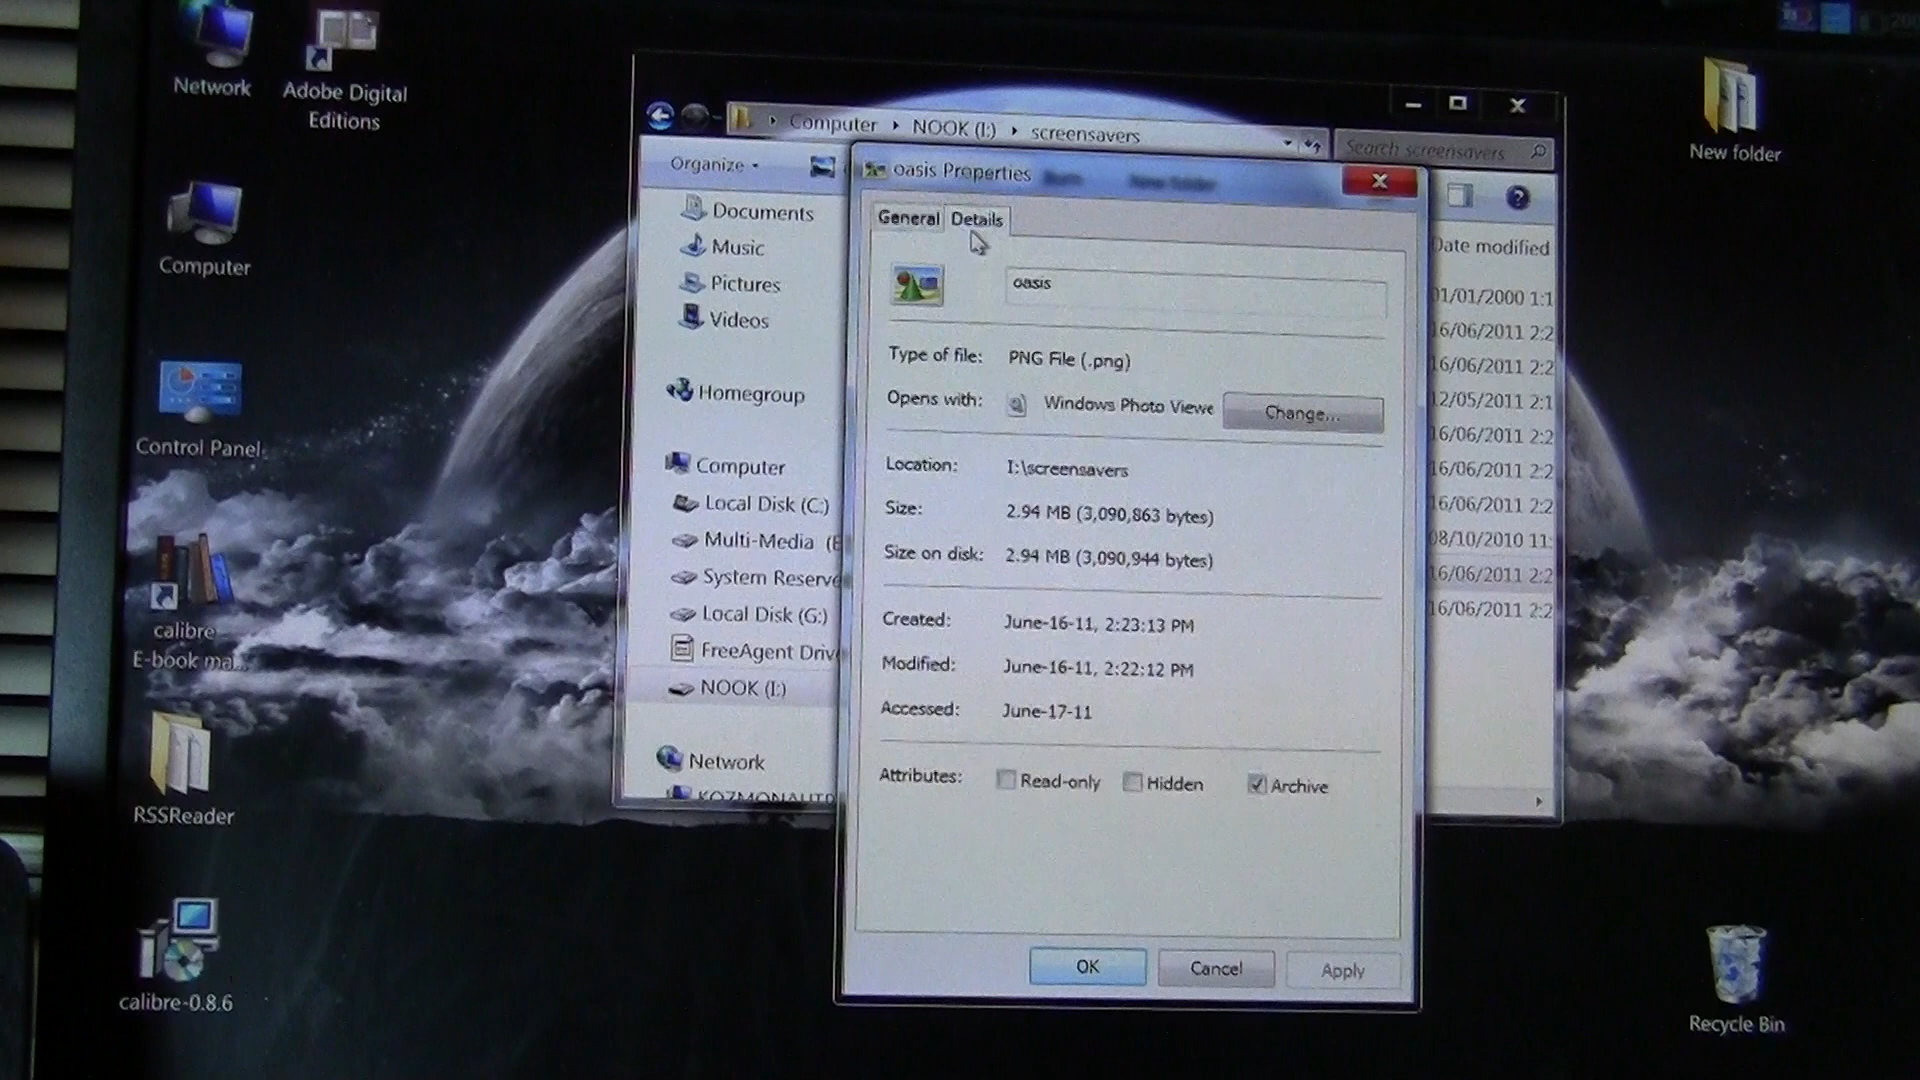 Network
Adobe Digital
Editions
Computer
Control Panel
calibre
E-book ma...
RSSReader
calibre-0.8.6
New folder
Recycle Bin
Computer
NOOK (I:)
screensavers
Search screensavers
Organize
Documents
Music
Pictures
Videos
Homegroup
Computer
Local Disk (C:)
Multi-Media (E
System Reserve
Local Disk (G:)
FreeAgent Driv
NOOK (I:)
Network
Date modified
01/01/2000 1:1
16/06/2011 2:2
16/06/2011 2:2
12/05/2011 2:1
16/06/2011 2:2
16/06/2011 2:2
16/06/2011 2:2
08/10/2010 11:
16/06/2011 2:2
16/06/2011 2:2
oasis Properties
General
Details
oasis
Type of file: PNG File (.png)
Opens with: Windows Photo Viewe
Change...
Location: I:\screensavers
Size: 2.94 MB (3,090,863 bytes)
Size on disk: 2.94 MB (3,090,944 bytes)
Created: June-16-11, 2:23:13 PM
Modified: June-16-11, 2:22:12 PM
Accessed: June-17-11
Attributes: Read-only Hidden Archive
OK Cancel Apply